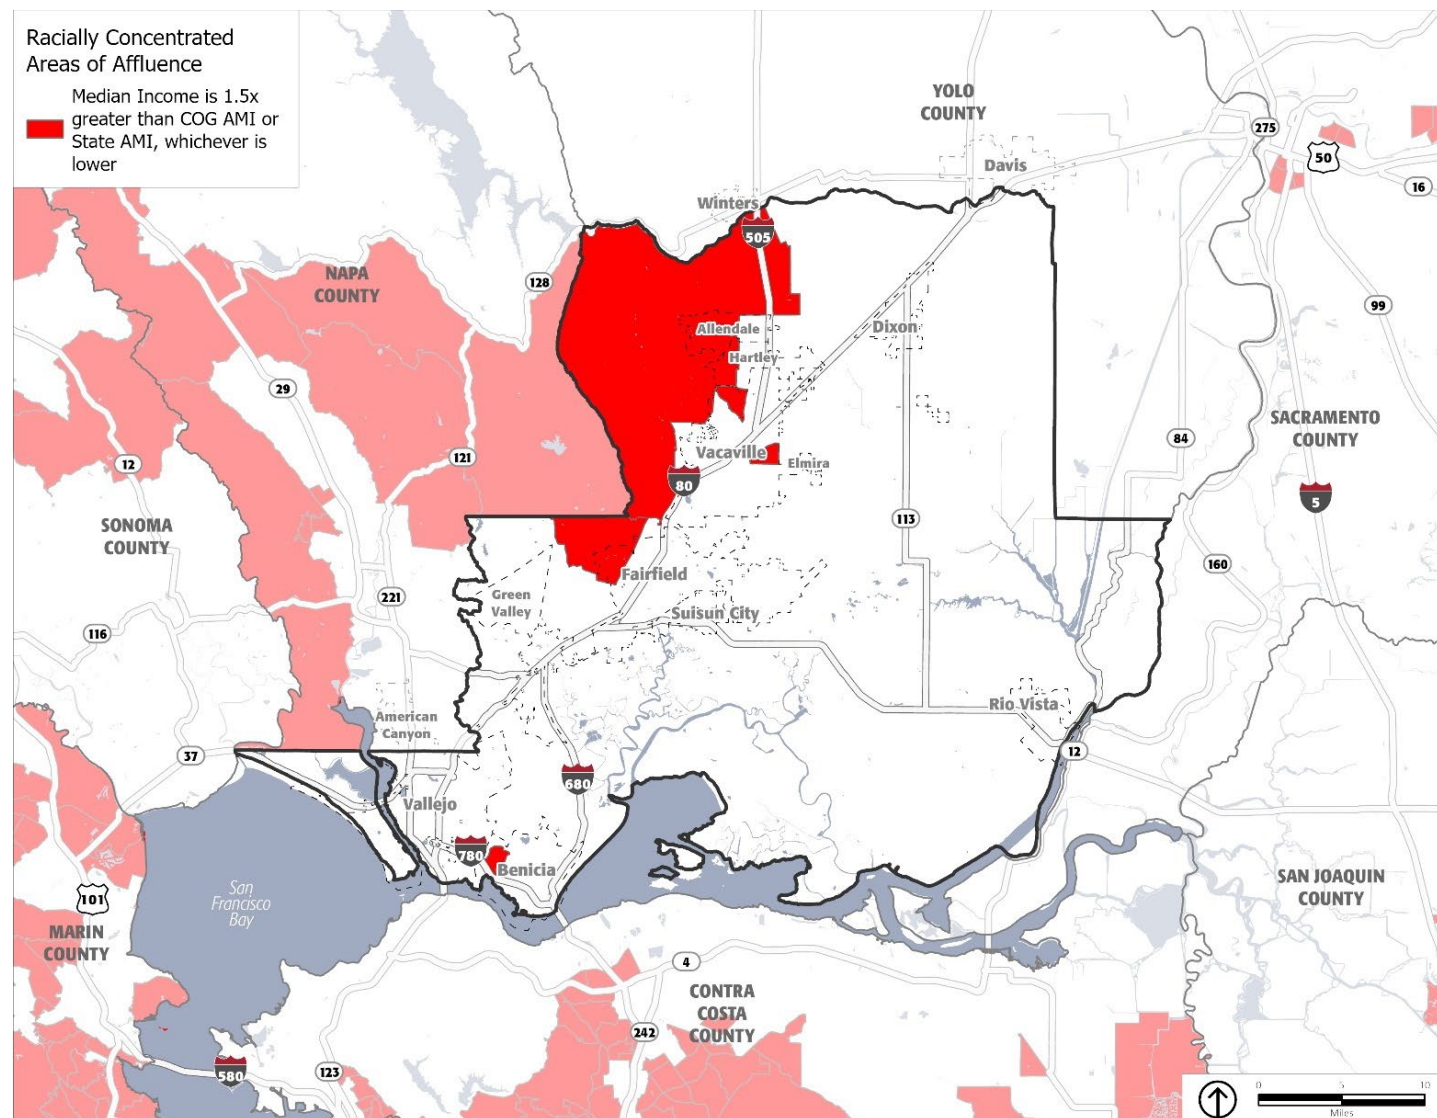 Racially Concentrated
Areas of Affluence
Median Income is 1.5x
greater than COG AMI or
State AMI, whichever is
lower
YOLO
COUNTY
275
50
Davis
16
Winters
505
NAPA
COUNTY
128
99
Allendale
Dixon
Hartley
29
SACRAMENTO
COUNTY
84
12
121
Vacaville
Elmira
80
5
SONOMA
COUNTY
113
160
Fairfield
221
Green
Valley
Suisun City
116
American
Canyon
Rio Vista
37
12
680
Vallejo
780
Benicia
San
Francisco
Bay
101
MARIN
COUNTY
SAN JOAQUIN
COUNTY
4
CONTRA
COSTA
COUNTY
242
580
123
0 5 10
Miles